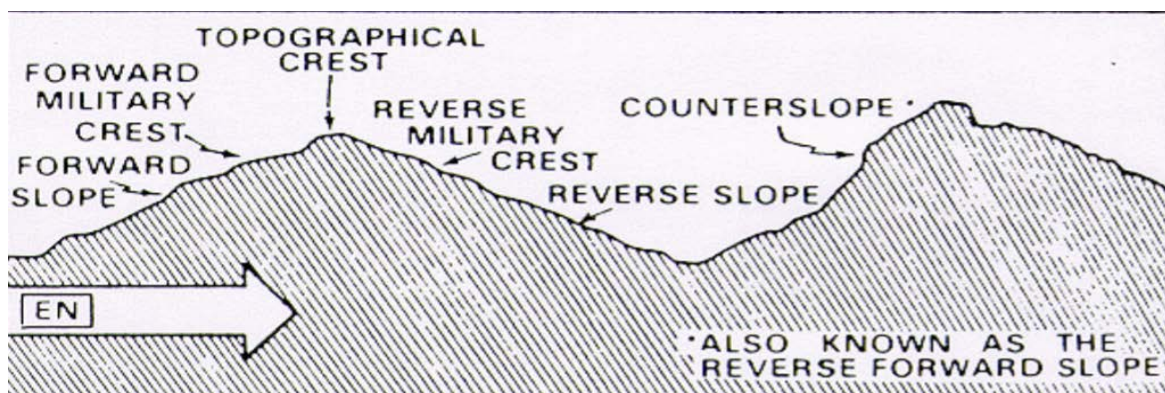 TOPOGRAPHICAL
CREST
FORWARD
MILITARY
CREST
FORWARD
SLOPE
REVERSE
MILITARY
CREST
REVERSE SLOPE
COUNTERSLOPE *
EN
*ALSO KNOWN AS THE
REVERSE FORWARD SLOPE